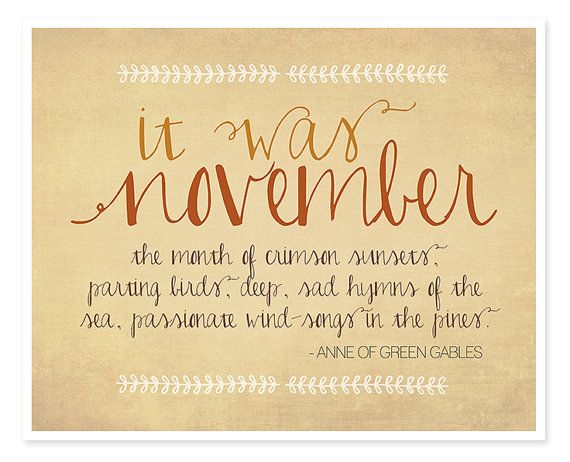 it was
november
the month of crimson sunsets,
parting birds, deep, sad hymns of the
sea, passionate wind-songs in the pines.
- ANNE OF GREEN GABLES